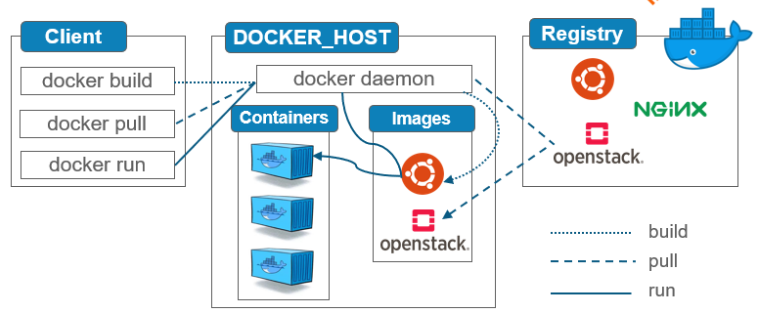 Client
docker build
docker pull
docker run
DOCKER_HOST
docker daemon
Containers
Images
openstack.
Registry
NGiNX
openstack.
build
pull
run